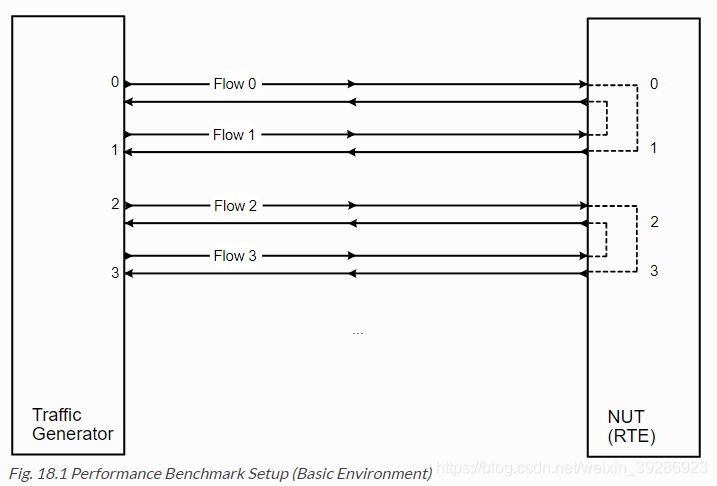 0
Flow 0
0
Flow 1
1
1
2
Flow 2
2
Flow 3
3
3
...
Traffic
Generator
NUT
(RTE)
Fig. 18.1 Performance Benchmark Setup (Basic Environment)
https://blog.csdn.net/weixin_39286923